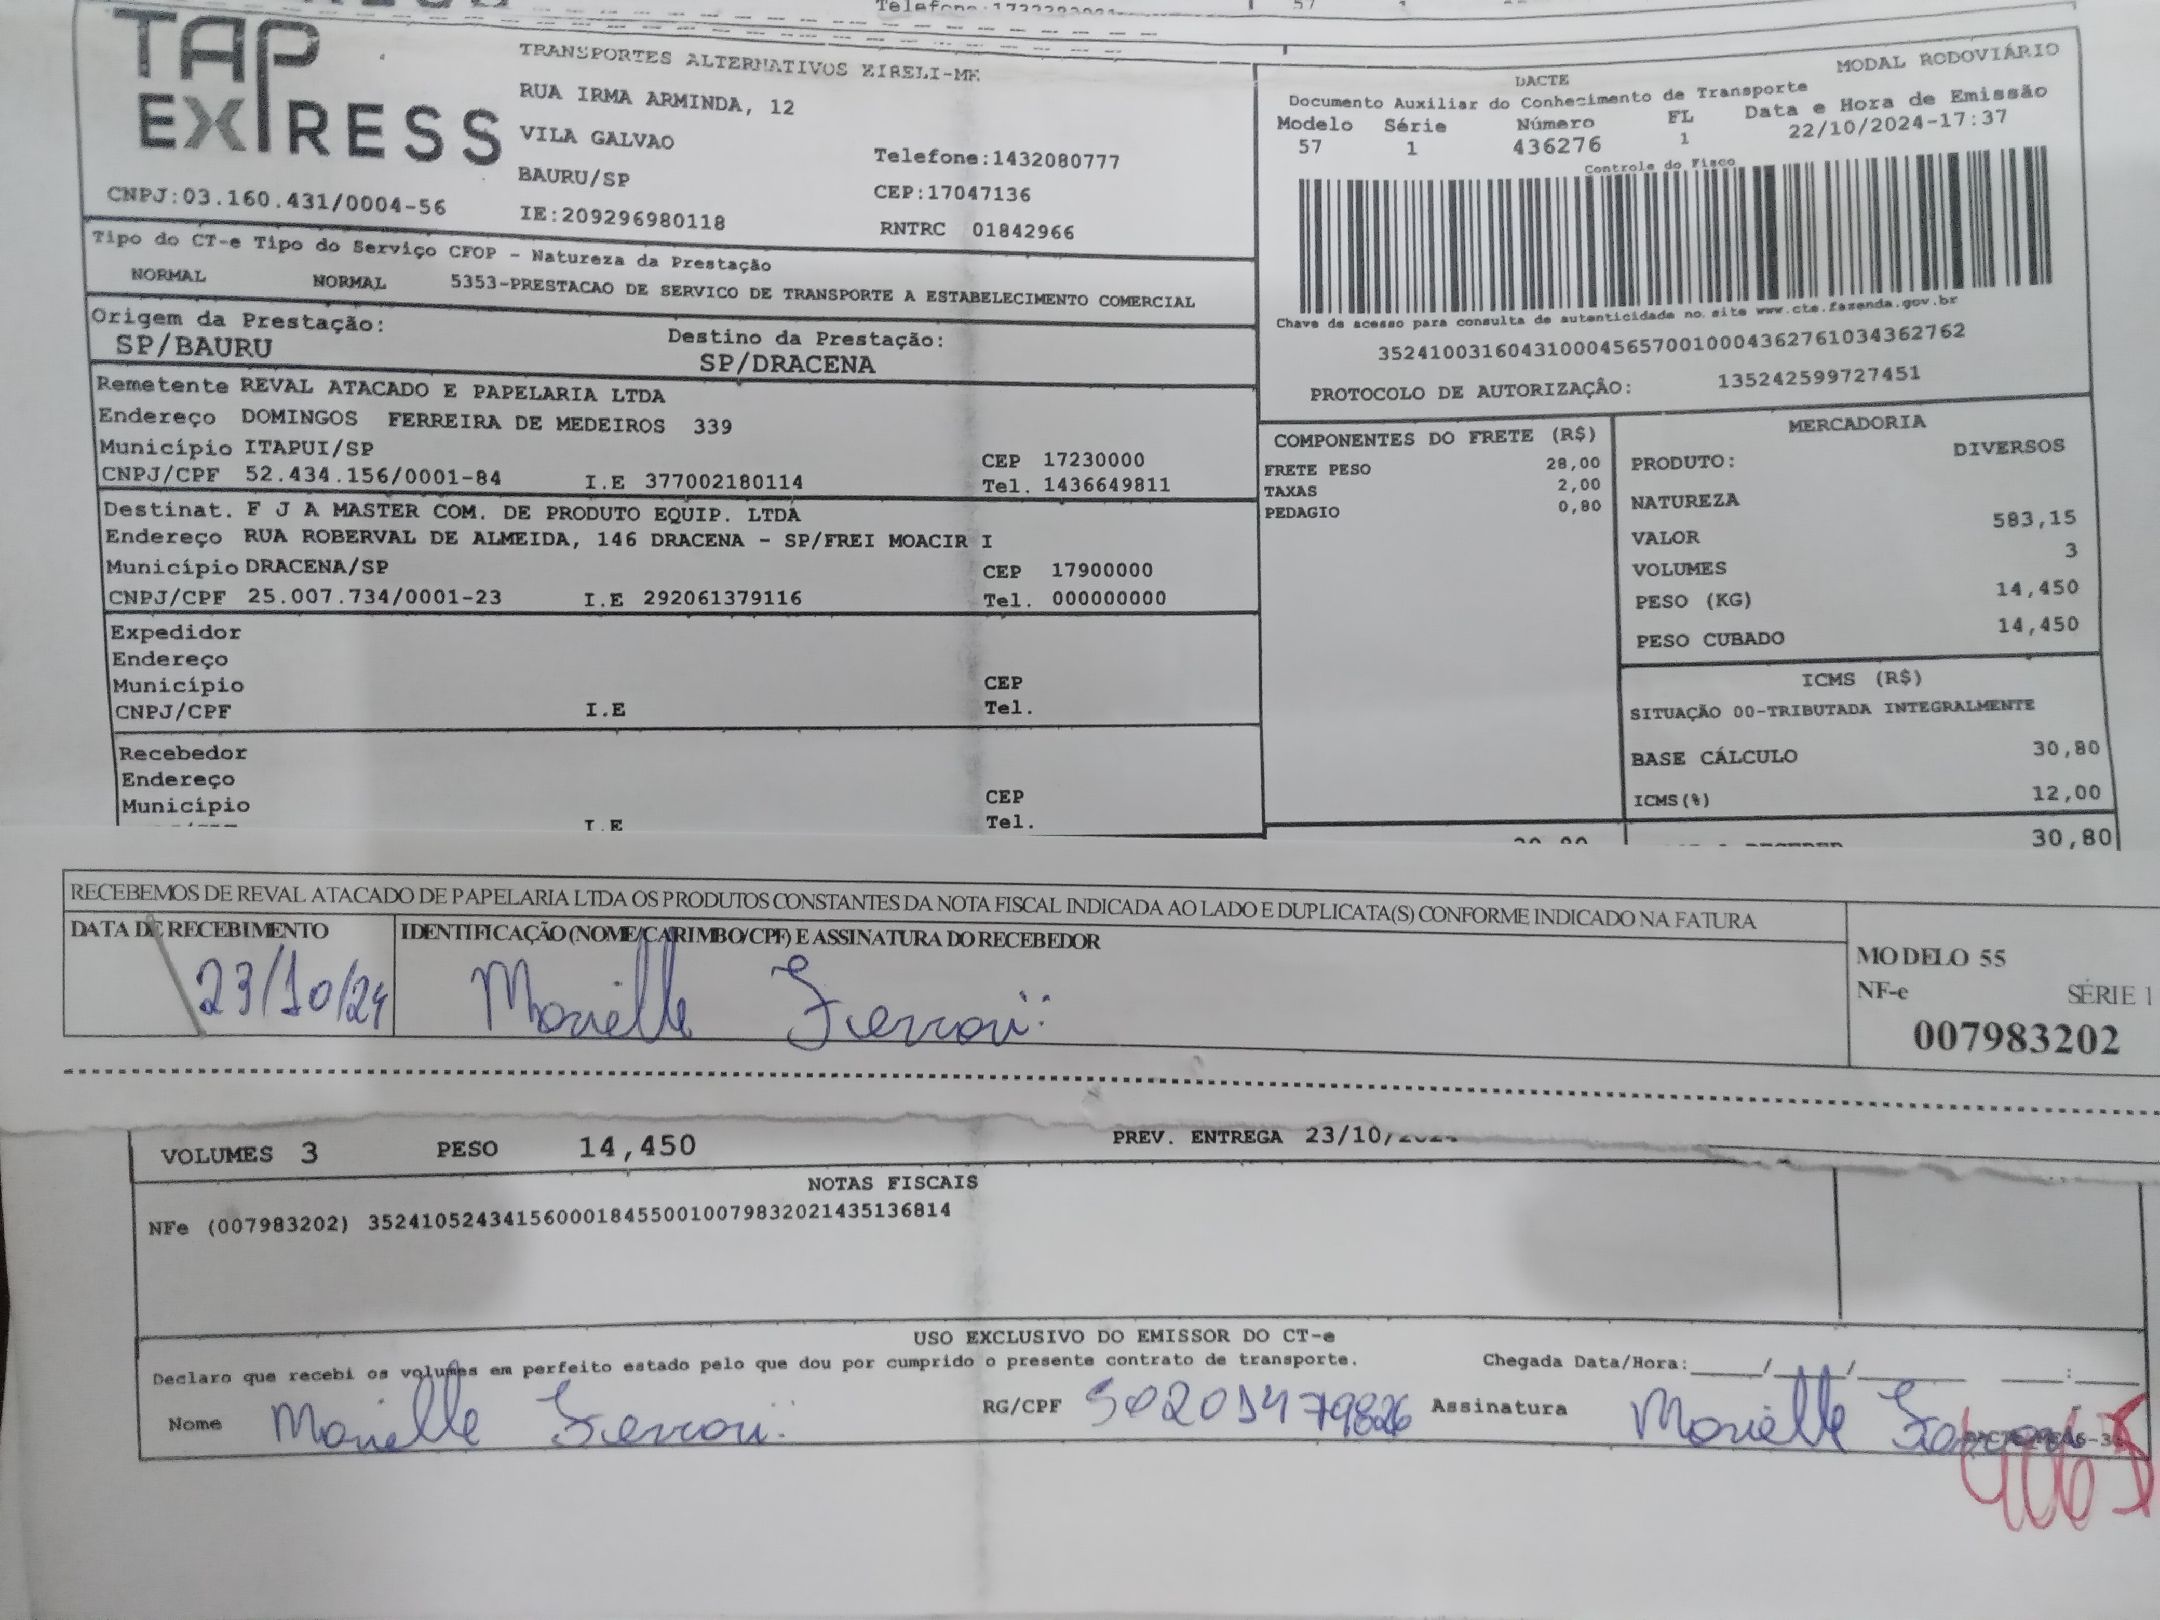 TAP
EXPRESS
TRANSPORTES ALTERNATIVOS EIRELI-ME
RUA IRMA ARMINDA, 12
VILA GALVAO
BAURU/SP
IE:209296980118
Telefone:1432080777
CEP:17047136
RNTRC 01842966
CNPJ:03.160.431/0004-56
MODAL RODOVIÁRIO
DACTE
Documento Auxiliar do Conhecimento de Transporte
Modelo Série Número FL Data e Hora de Emissão
57 1 436276 1 22/10/2024-17:37
Controle do Fisco
Chave de acesso para consulta de autenticidade no site www.cte.fazenda.gov.br
35241003160431000456570010004362761034362762
PROTOCOLO DE AUTORIZAÇÂO: 135242599727451
Tipo do CT-e Tipo do Serviço CFOP - Natureza da Prestação
NORMAL NORMAL 5353-PRESTACAO DE SERVICO DE TRANSPORTE A ESTABELECIMENTO COMERCIAL
Origem da Prestação: Destino da Prestação:
SP/BAURU SP/DRACENA
Remetente REVAL ATACADO E PAPELARIA LTDA
Endereço DOMINGOS FERREIRA DE MEDEIROS 339
Município ITAPUI/SP CEP 17230000
CNPJ/CPF 52.434.156/0001-84 I.E 377002180114 Tel. 1436649811
Destinat. F J A MASTER COM. DE PRODUTO EQUIP. LTDA
Endereço RUA ROBERVAL DE ALMEIDA, 146 DRACENA - SP/FREI MOACIR I
Município DRACENA/SP CEP 17900000
CNPJ/CPF 25.007.734/0001-23 I.E 292061379116 Tel. 000000000
Expedidor
Endereço
Município CEP
CNPJ/CPF I.E Tel.
Recebedor
Endereço
Município CEP
I.E Tel.
COMPONENTES DO FRETE (R$)
FRETE PESO 28,00
TAXAS 2,00
PEDAGIO 0,80
MERCADORIA
PRODUTO: DIVERSOS
NATUREZA
VALOR 583,15
VOLUMES 3
PESO (KG) 14,450
PESO CUBADO 14,450
ICMS (R$)
SITUAÇÃO 00-TRIBUTADA INTEGRALMENTE
BASE CÁLCULO 30,80
ICMS(%) 12,00
30,80
RECEBEMOS DE REVAL ATACADO DE PAPELARIA LTDA OS PRODUTOS CONSTANTES DA NOTA FISCAL INDICADA AO LADO E DUPLICATA(S) CONFORME INDICADO NA FATURA
DATA DE RECEBIMENTO IDENTIFICAÇÃO (NOME/CARIMBO/CPF) E ASSINATURA DO RECEBEDOR
23/10/24 Marielle Ferrari
MODELO 55
NF-e SÉRIE 1
007983202
VOLUMES 3 PESO 14,450 PREV. ENTREGA 23/10/2024
NOTAS FISCAIS
NFe (007983202) 35241052434156000184550010079832021435136814
USO EXCLUSIVO DO EMISSOR DO CT-e
Declaro que recebi os volumes em perfeito estado pelo que dou por cumprido o presente contrato de transporte. Chegada Data/Hora:____/____/______ ___:___
Nome Marielle Ferrari RG/CPF 50201479826 Assinatura Marielle